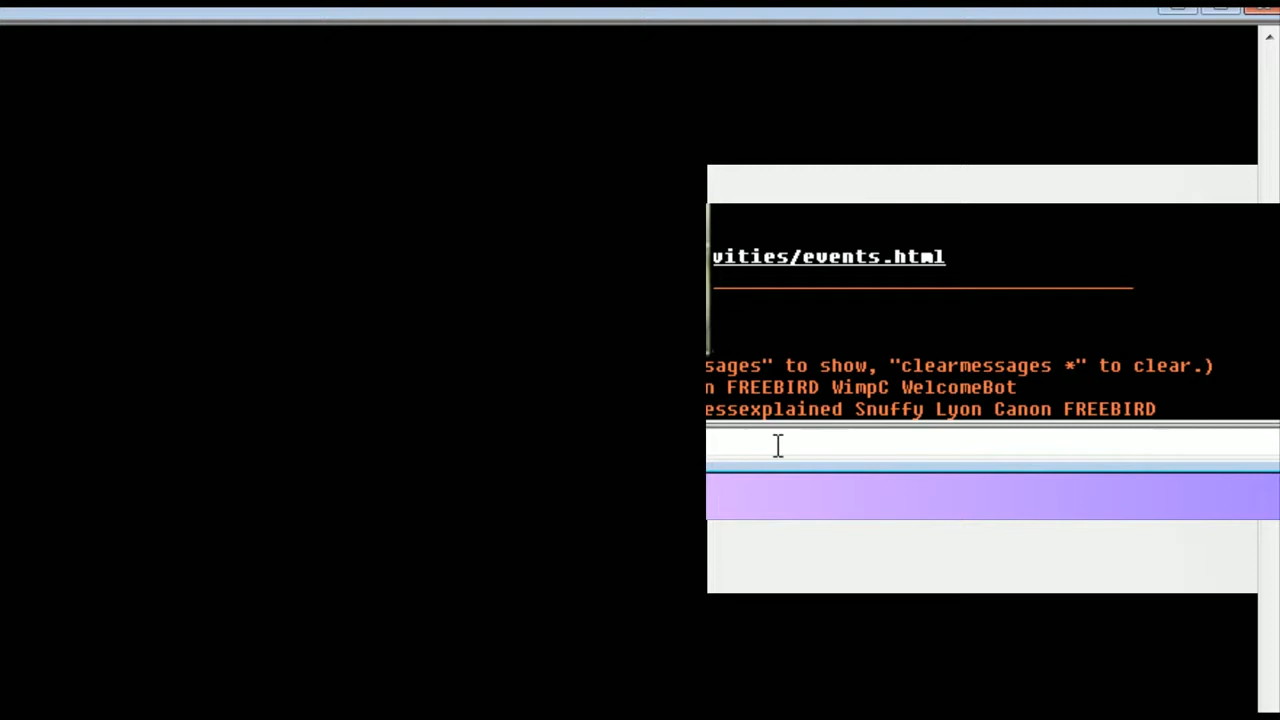 vities/events.html
sages" to show, "clearmessages *" to clear.)
n FREEBIRD WimpC WelcomeBot
essexplained Snuffy Lyon Canon FREEBIRD